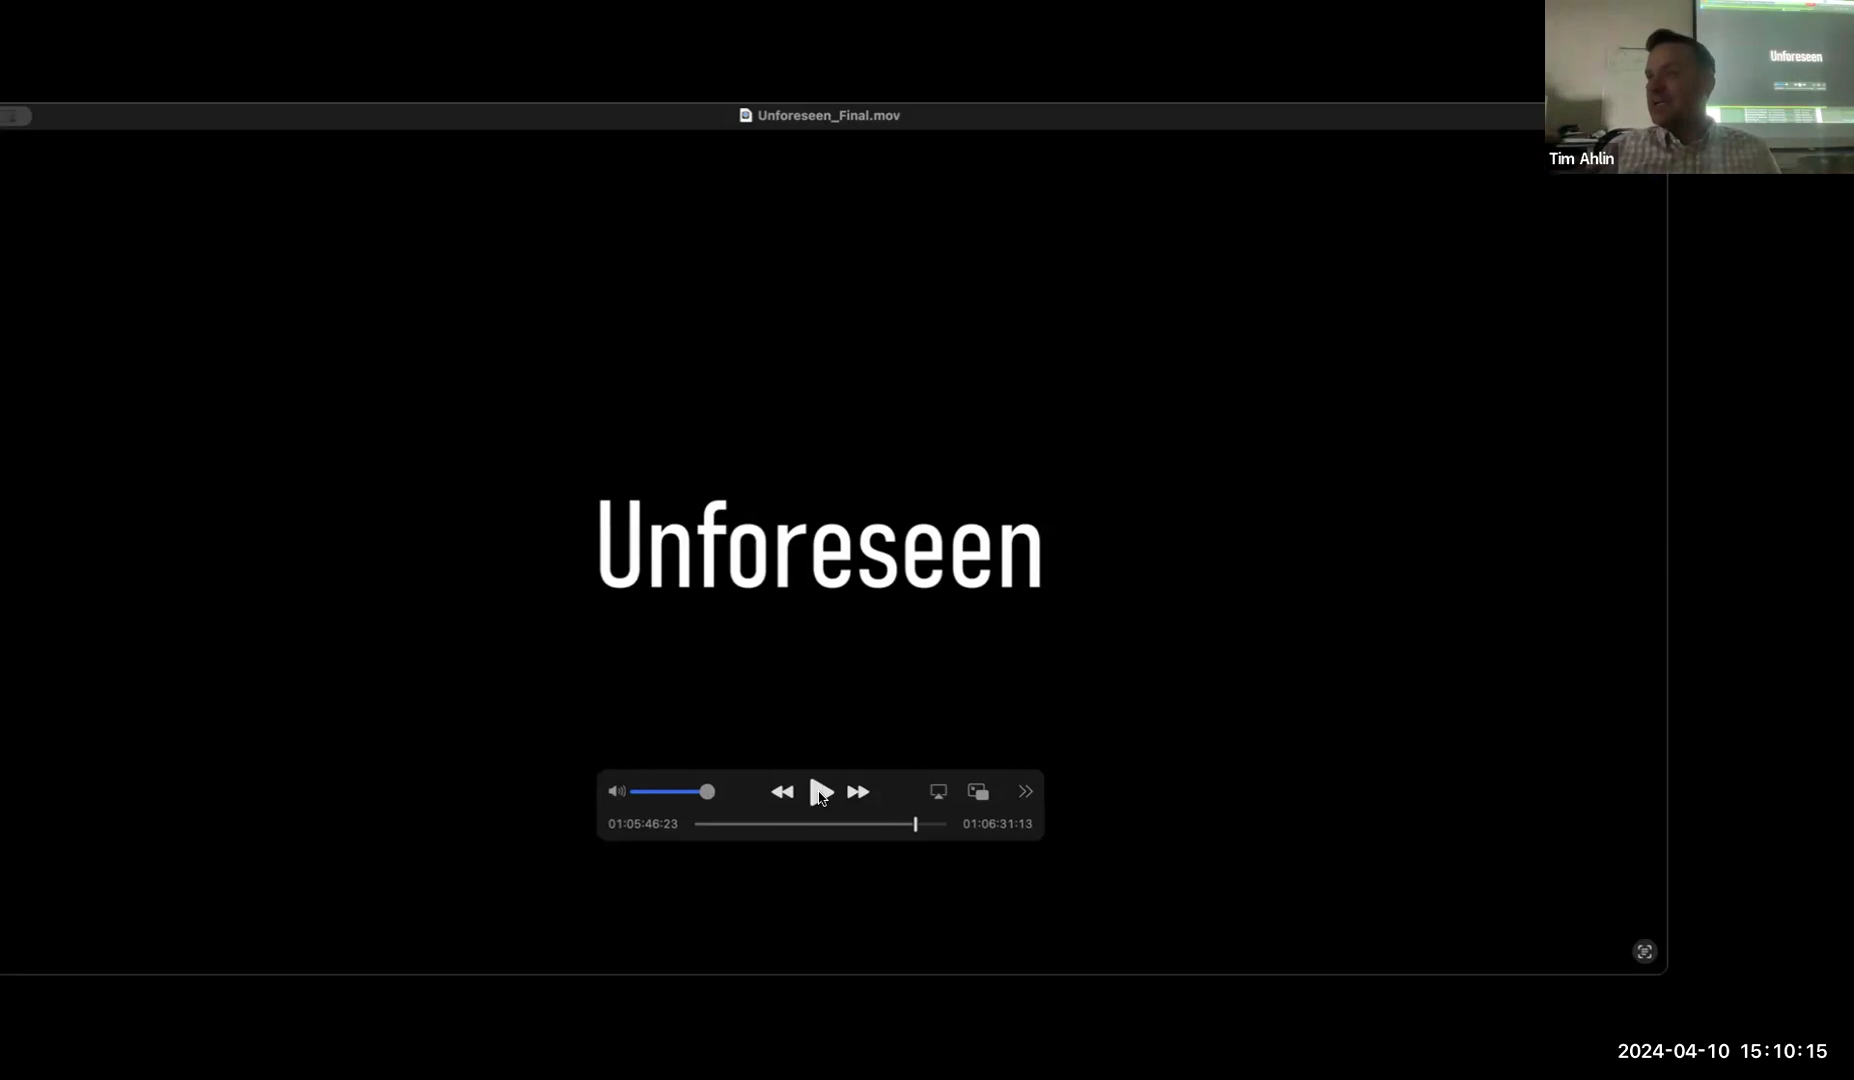 Unforeseen_Final.mov
Unforeseen
Tim Ahlin
Unforeseen
01:05:46:23
01:06:31:13
2024-04-10 15:10:15